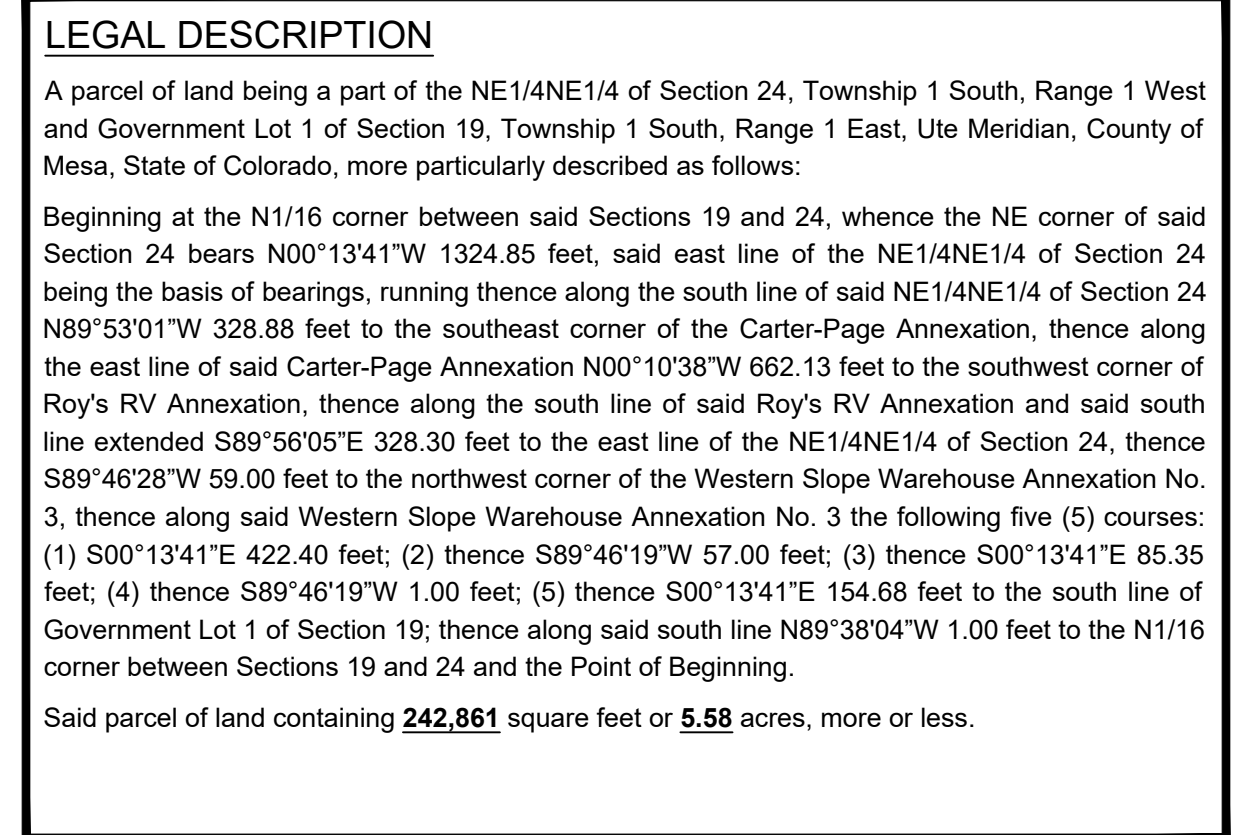 LEGAL DESCRIPTION
A parcel of land being a part of the NE1/4NE1/4 of Section 24, Township 1 South, Range 1 West
and Government Lot 1 of Section 19, Township 1 South, Range 1 East, Ute Meridian, County of
Mesa, State of Colorado, more particularly described as follows:
Beginning at the N1/16 corner between said Sections 19 and 24, whence the NE corner of said
Section 24 bears N00°13'41”W 1324.85 feet, said east line of the NE1/4NE1/4 of Section 24
being the basis of bearings, running thence along the south line of said NE1/4NE1/4 of Section 24
N89°53'01”W 328.88 feet to the southeast corner of the Carter-Page Annexation, thence along
the east line of said Carter-Page Annexation N00°10'38”W 662.13 feet to the southwest corner of
Roy's RV Annexation, thence along the south line of said Roy's RV Annexation and said south
line extended S89°56'05”E 328.30 feet to the east line of the NE1/4NE1/4 of Section 24, thence
S89°46'28”W 59.00 feet to the northwest corner of the Western Slope Warehouse Annexation No.
3, thence along said Western Slope Warehouse Annexation No. 3 the following five (5) courses:
(1) S00°13'41”E 422.40 feet; (2) thence S89°46'19”W 57.00 feet; (3) thence S00°13'41”E 85.35
feet; (4) thence S89°46'19”W 1.00 feet; (5) thence S00°13'41”E 154.68 feet to the south line of
Government Lot 1 of Section 19; thence along said south line N89°38'04”W 1.00 feet to the N1/16
corner between Sections 19 and 24 and the Point of Beginning.
Said parcel of land containing 242,861 square feet or 5.58 acres, more or less.